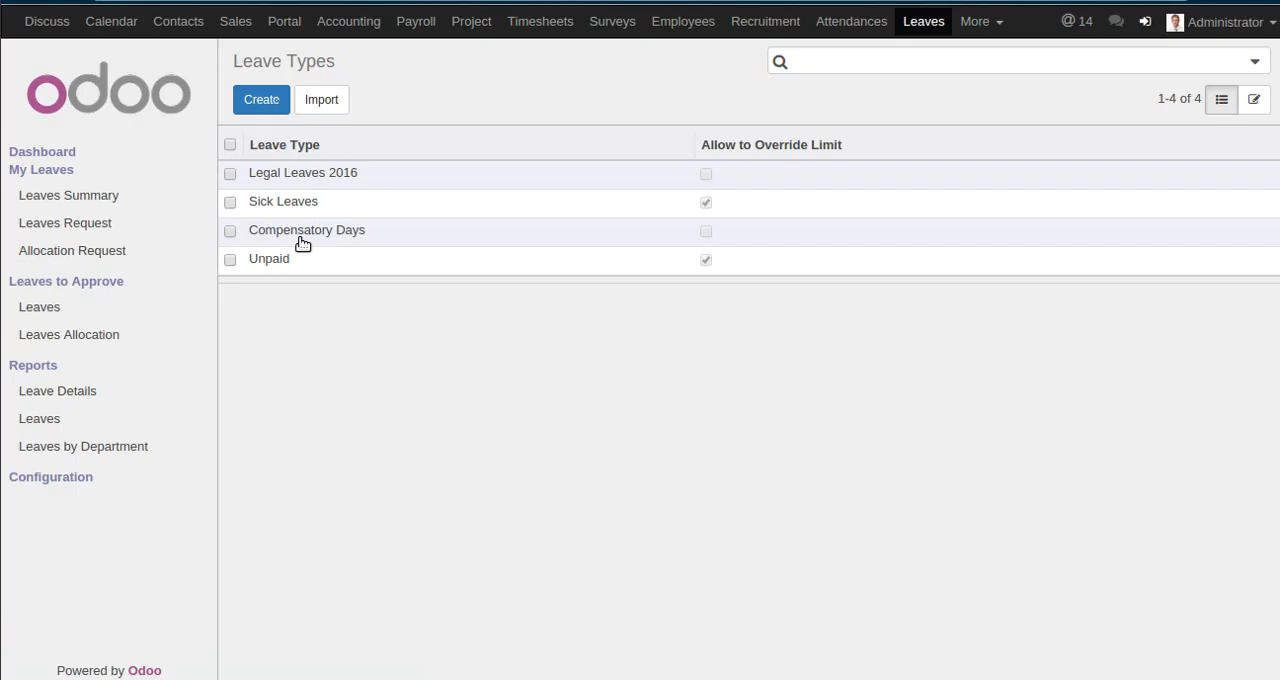 Discuss Calendar Contacts Sales Portal Accounting Payroll Project Timesheets Surveys Employees Recruitment Attendances Leaves More @ 14 Administrator
odoo
Leave Types
Create Import
1-4 of 4
Dashboard
My Leaves
Leaves Summary
Leaves Request
Allocation Request
Leaves to Approve
Leaves
Leaves Allocation
Reports
Leave Details
Leaves
Leaves by Department
Configuration
Powered by Odoo
Leave Type Allow to Override Limit
Legal Leaves 2016
Sick Leaves
Compensatory Days
Unpaid